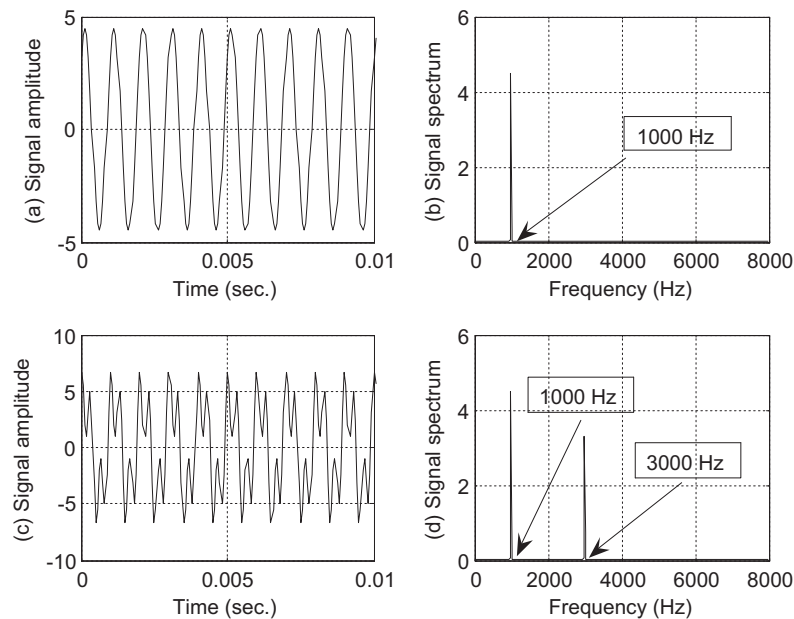 (a) Signal amplitude
5
0
-5
0
0.005
0.01
Time (sec.)
(b) Signal spectrum
6
4
2
0
1000 Hz
0
2000
4000
6000
8000
Frequency (Hz)
(c) Signal amplitude
10
5
0
-5
-10
0
0.005
0.01
Time (sec.)
(d) Signal spectrum
6
4
2
0
1000 Hz
3000 Hz
0
2000
4000
6000
8000
Frequency (Hz)